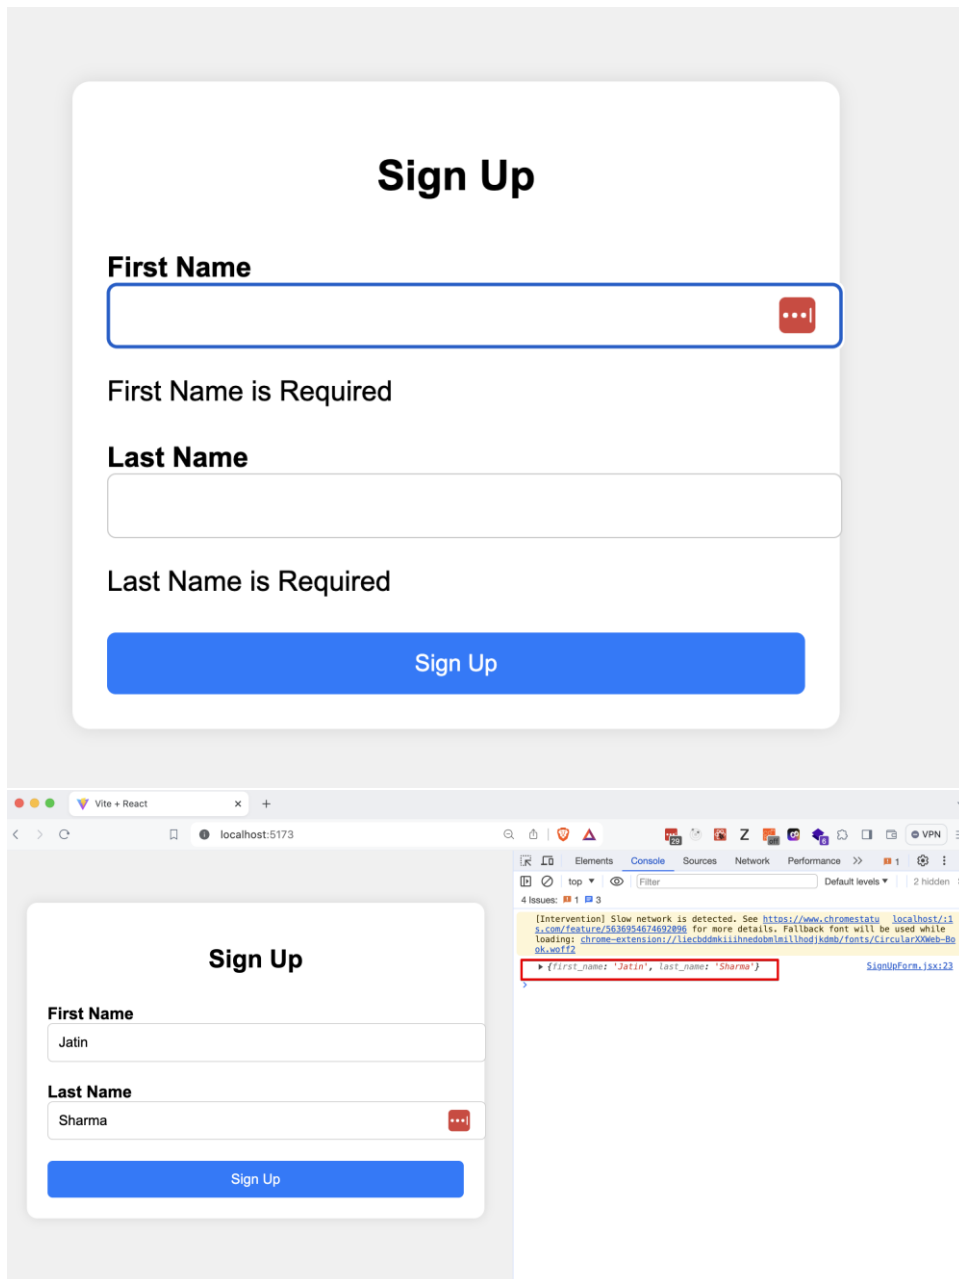 Sign Up
First Name
First Name is Required
Last Name
Last Name is Required
Sign Up
Vite + React
localhost:5173
29
Z
off
6
VPN
Elements Console Sources Network Performance
1
top
Filter
Default levels
2 hidden
4 Issues: 1 3
[Intervention] Slow network is detected. See https://www.chromestatu localhost/:1
s.com/feature/5636954674692096 for more details. Fallback font will be used while
loading: chrome-extension://liecbddmkiiihnedobmlmillhodjkdmb/fonts/CircularXXWeb-Bo
ok.woff2
{first_name: 'Jatin', last_name: 'Sharma'} SignUpForm.jsx:23
Sign Up
First Name
Jatin
Last Name
Sharma
Sign Up